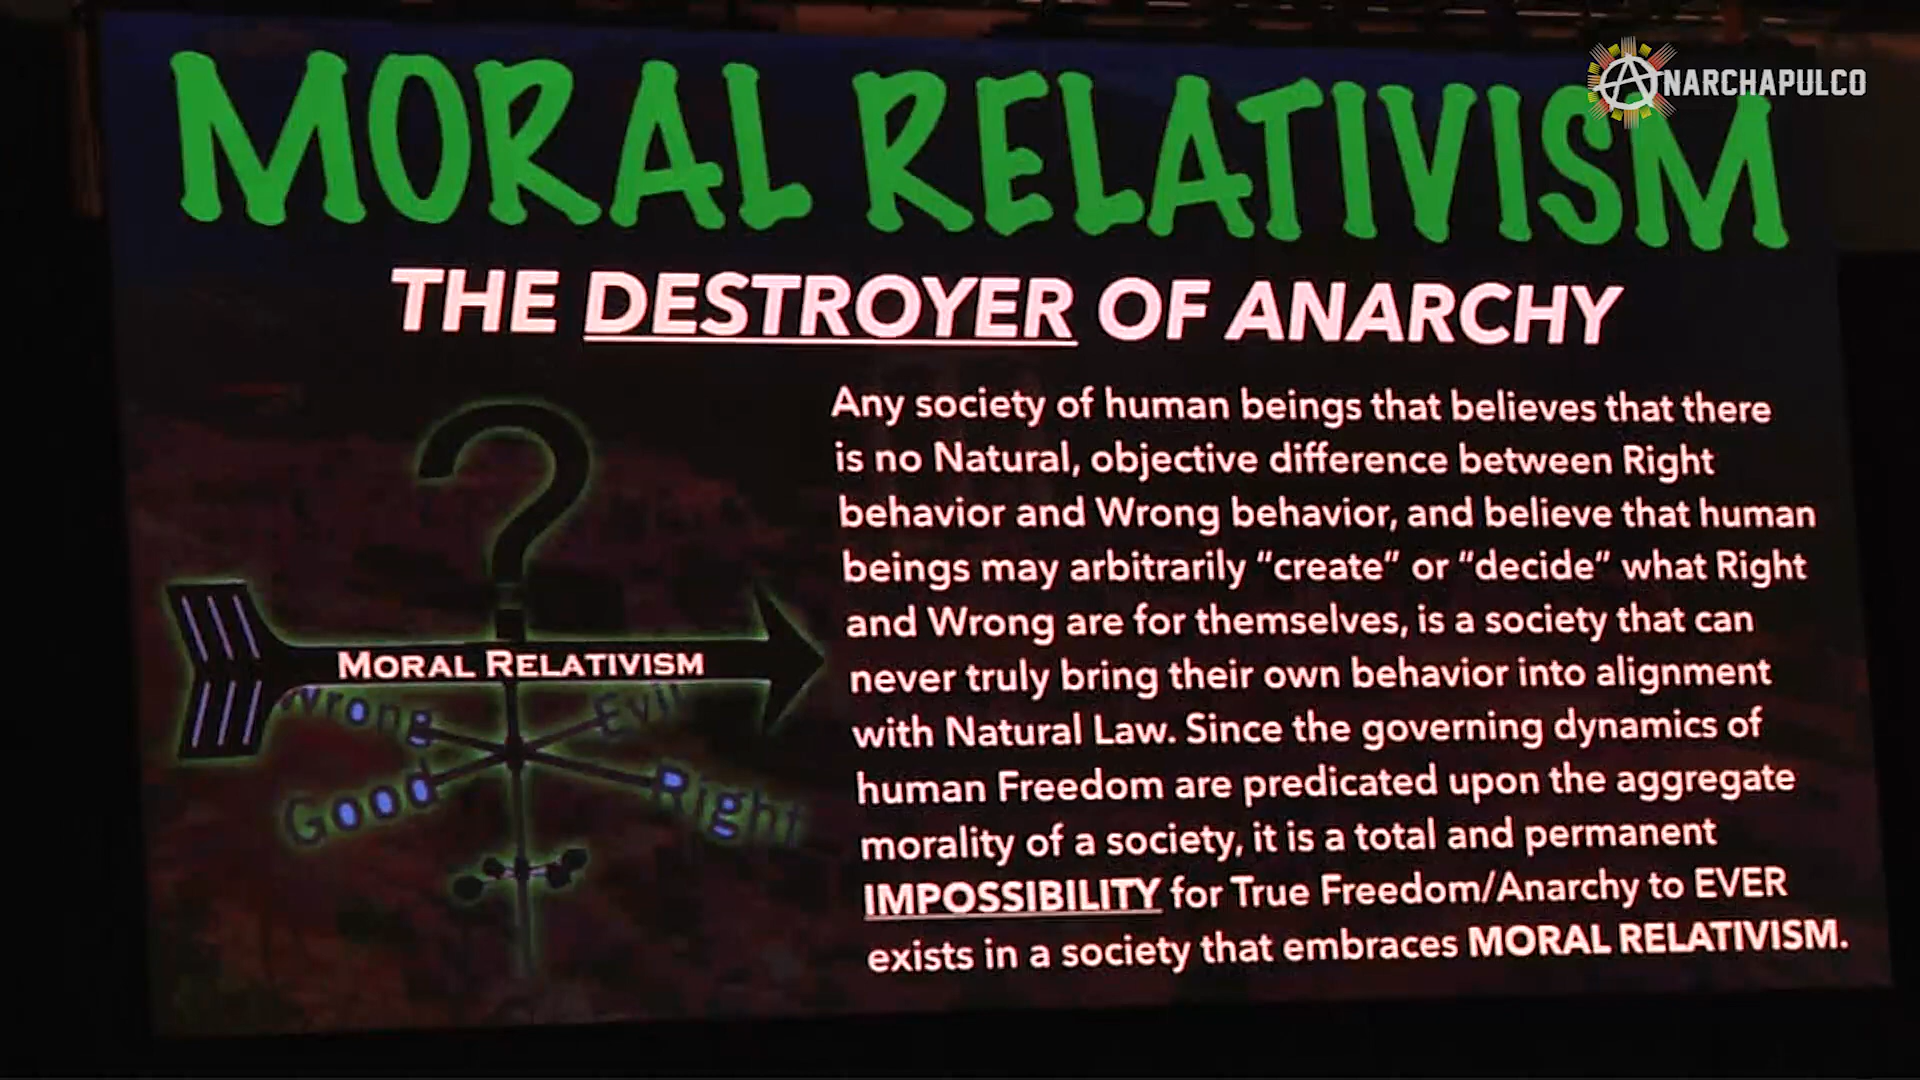 ANARCHAPULCO
MORAL RELATIVISM
THE DESTROYER OF ANARCHY
Any society of human beings that believes that there
is no Natural, objective difference between Right
behavior and Wrong behavior, and believe that human
beings may arbitrarily “create” or “decide” what Right
and Wrong are for themselves, is a society that can
never truly bring their own behavior into alignment
with Natural Law. Since the governing dynamics of
human Freedom are predicated upon the aggregate
morality of a society, it is a total and permanent
IMPOSSIBILITY for True Freedom/Anarchy to EVER
exists in a society that embraces MORAL RELATIVISM.
MORAL RELATIVISM
Wrong
Evil
Good
Right